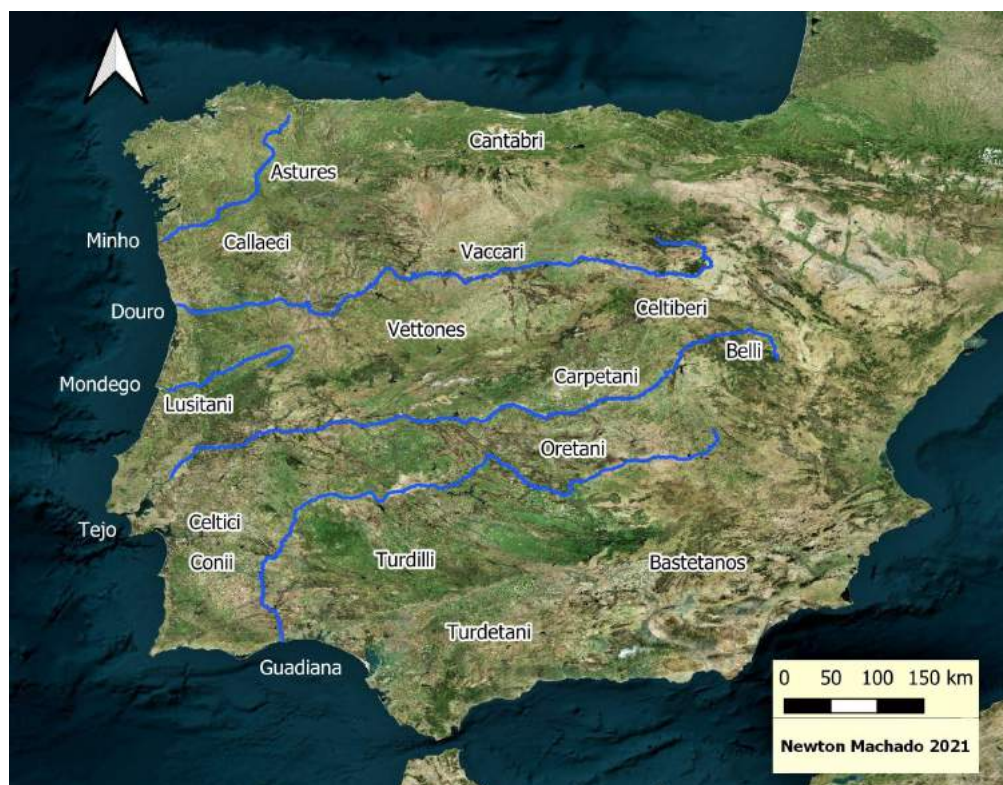 Cantabri
Astures
Minho
Callaeci
Vaccari
Douro
Celtiberi
Vettones
Belli
Mondego
Carpetani
Lusitani
Oretani
Celtici
Tejo
Conii
Turdilli
Bastetanos
Turdetani
Guadiana
0 50 100 150 km
Newton Machado 2021